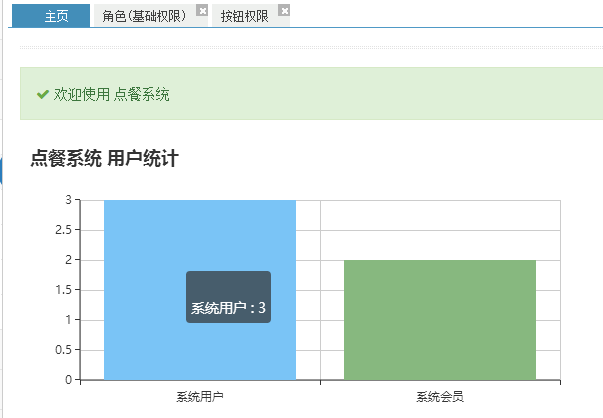 主页 角色(基础权限) 按钮权限
欢迎使用 点餐系统
点餐系统 用户统计
3
2.5
2
1.5
1
0.5
0
系统用户 : 3
系统用户 系统会员